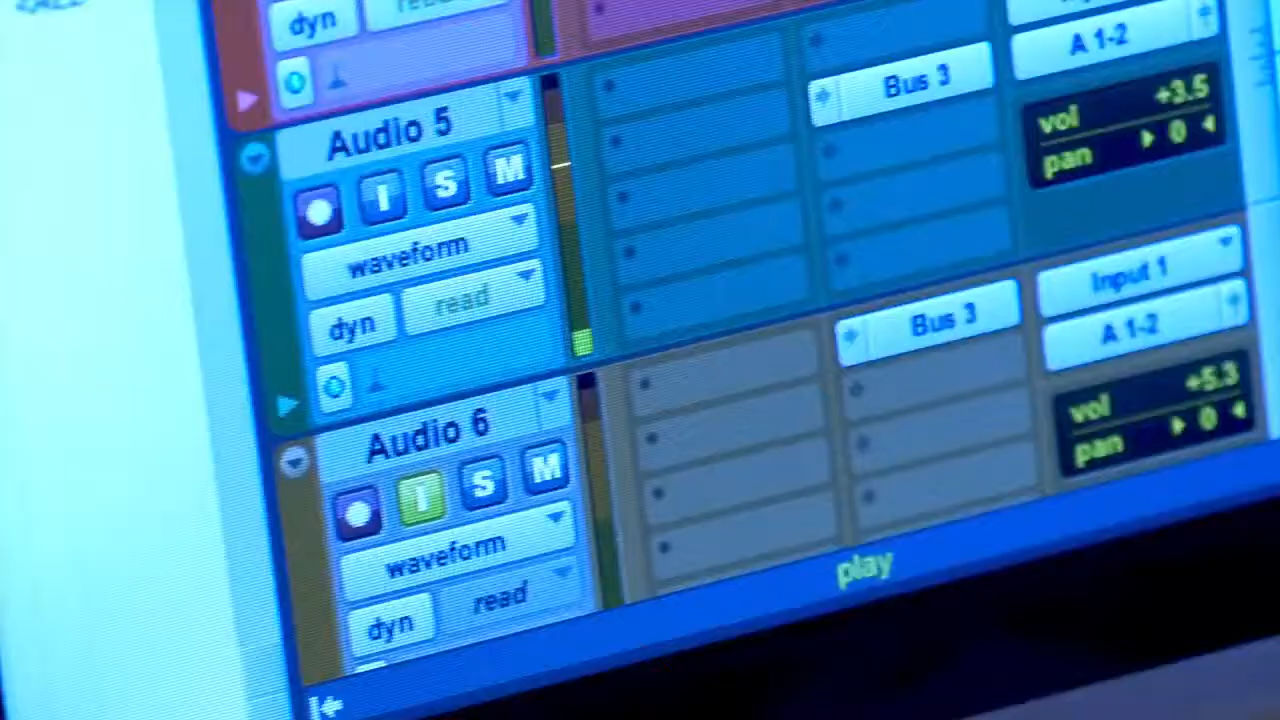 dyn
read
A 1-2
Bus 3
vol +3.5
pan 0
Audio 5
I S M
waveform
dyn read
Input 1
Bus 3
A 1-2
vol +5.3
pan 0
Audio 6
I S M
waveform
dyn read
play